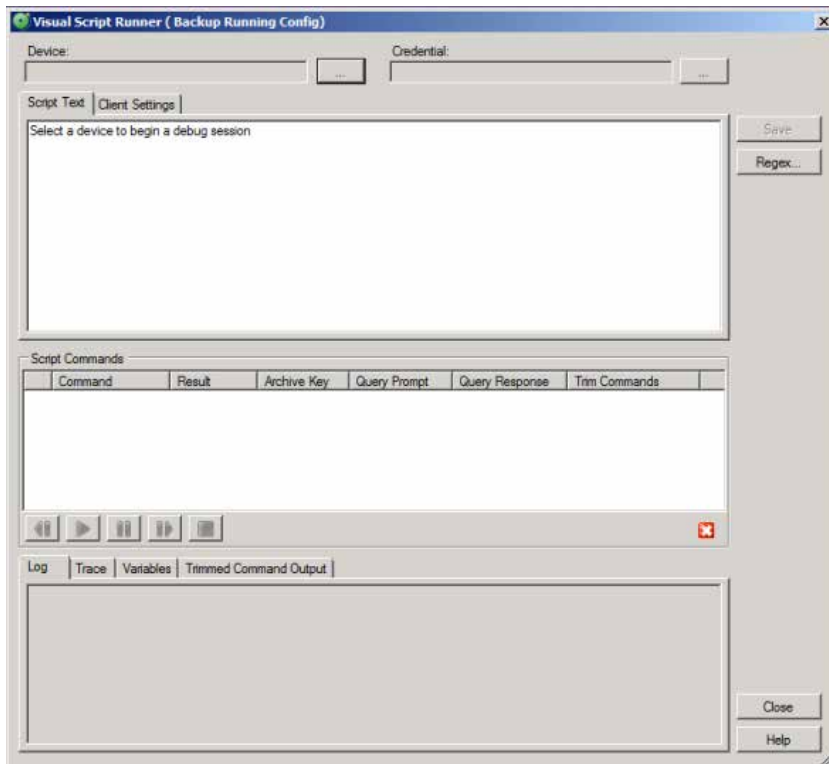 Visual Script Runner ( Backup Running Config)
Device: Credential:
... ...
Script Text Client Settings
Select a device to begin a debug session
Save
Regex...
Script Commands
Command Result Archive Key Query Prompt Query Response Trim Commands
Log Trace Variables Trimmed Command Output
Close
Help